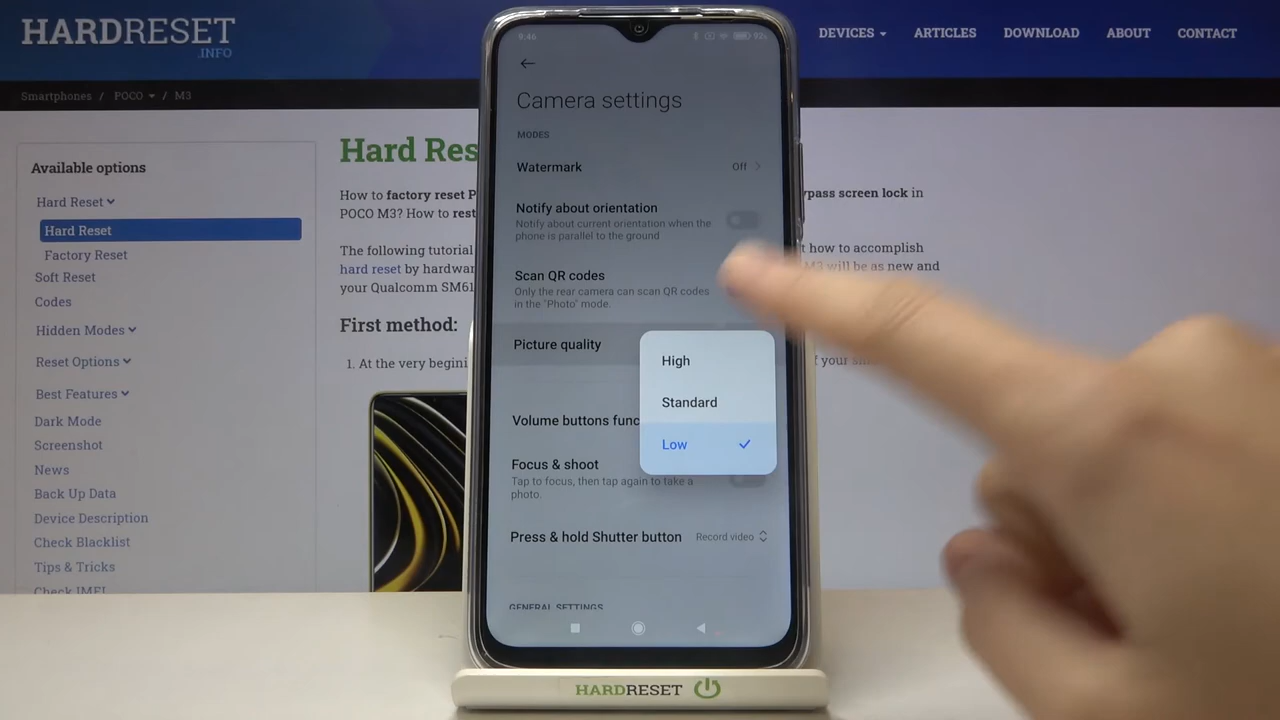 HARDRESET
.INFO
DEVICES
ARTICLES
DOWNLOAD
ABOUT
CONTACT
Smartphones / POCO / M3
Available options
Hard Reset
Hard Reset
Factory Reset
Soft Reset
Codes
Hidden Modes
Reset Options
Best Features
Dark Mode
Screenshot
News
Back Up Data
Device Description
Check Blacklist
Tips & Tricks
Check IMEI
Hard Res
How to factory reset P
POCO M3? How to rest
The following tutorial
hard reset by hardwar
your Qualcomm SM61
First method:
1. At the very begini
ypass screen lock in
t how to accomplish
M3 will be as new and
f your
9:46
92
Camera settings
MODES
Watermark
Off
Notify about orientation
Notify about current orientation when the
phone is parallel to the ground
Scan QR codes
Only the rear camera can scan QR codes
in the "Photo" mode.
Picture quality
High
Standard
Low
Volume buttons func
Focus & shoot
Tap to focus, then tap again to take a
photo.
Press & hold Shutter button
Record video
GENERAL SETTINGS
HARDRESET